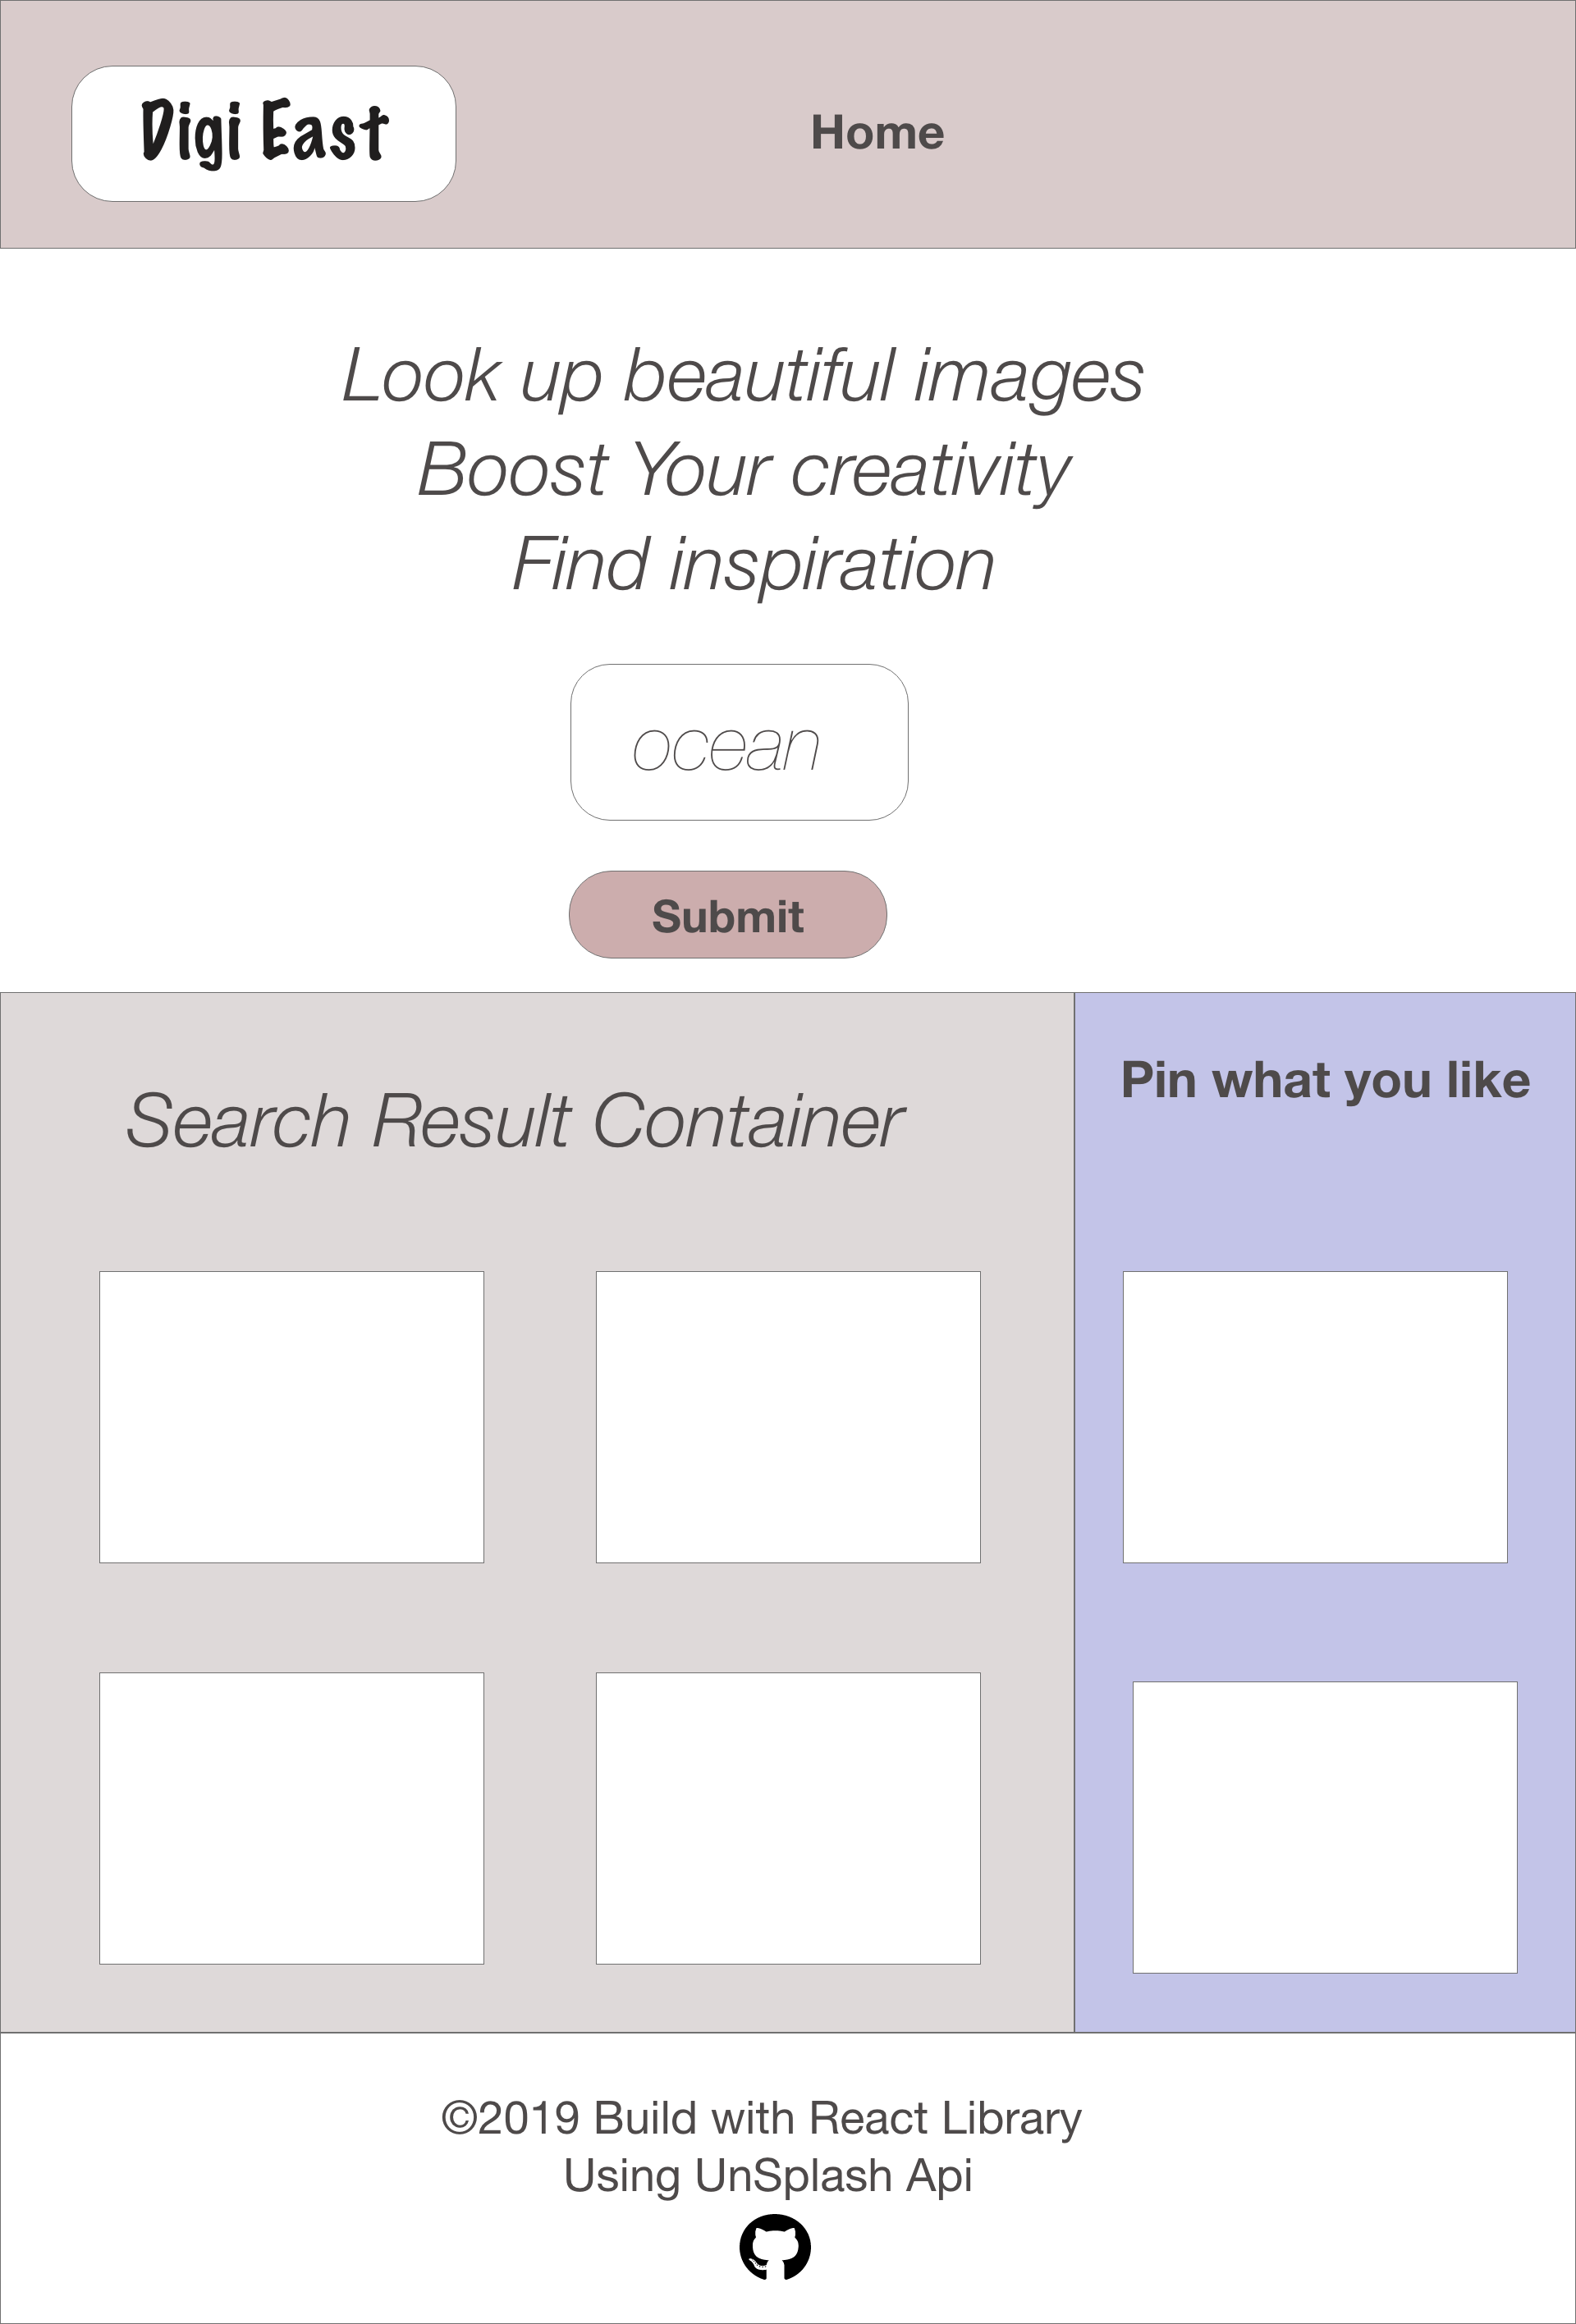 Digi East
Home
Look up beautiful images
Boost Your creativity
Find inspiration
ocean
Submit
Search Result Container
Pin what you like
©2019 Build with React Library
Using UnSplash Api